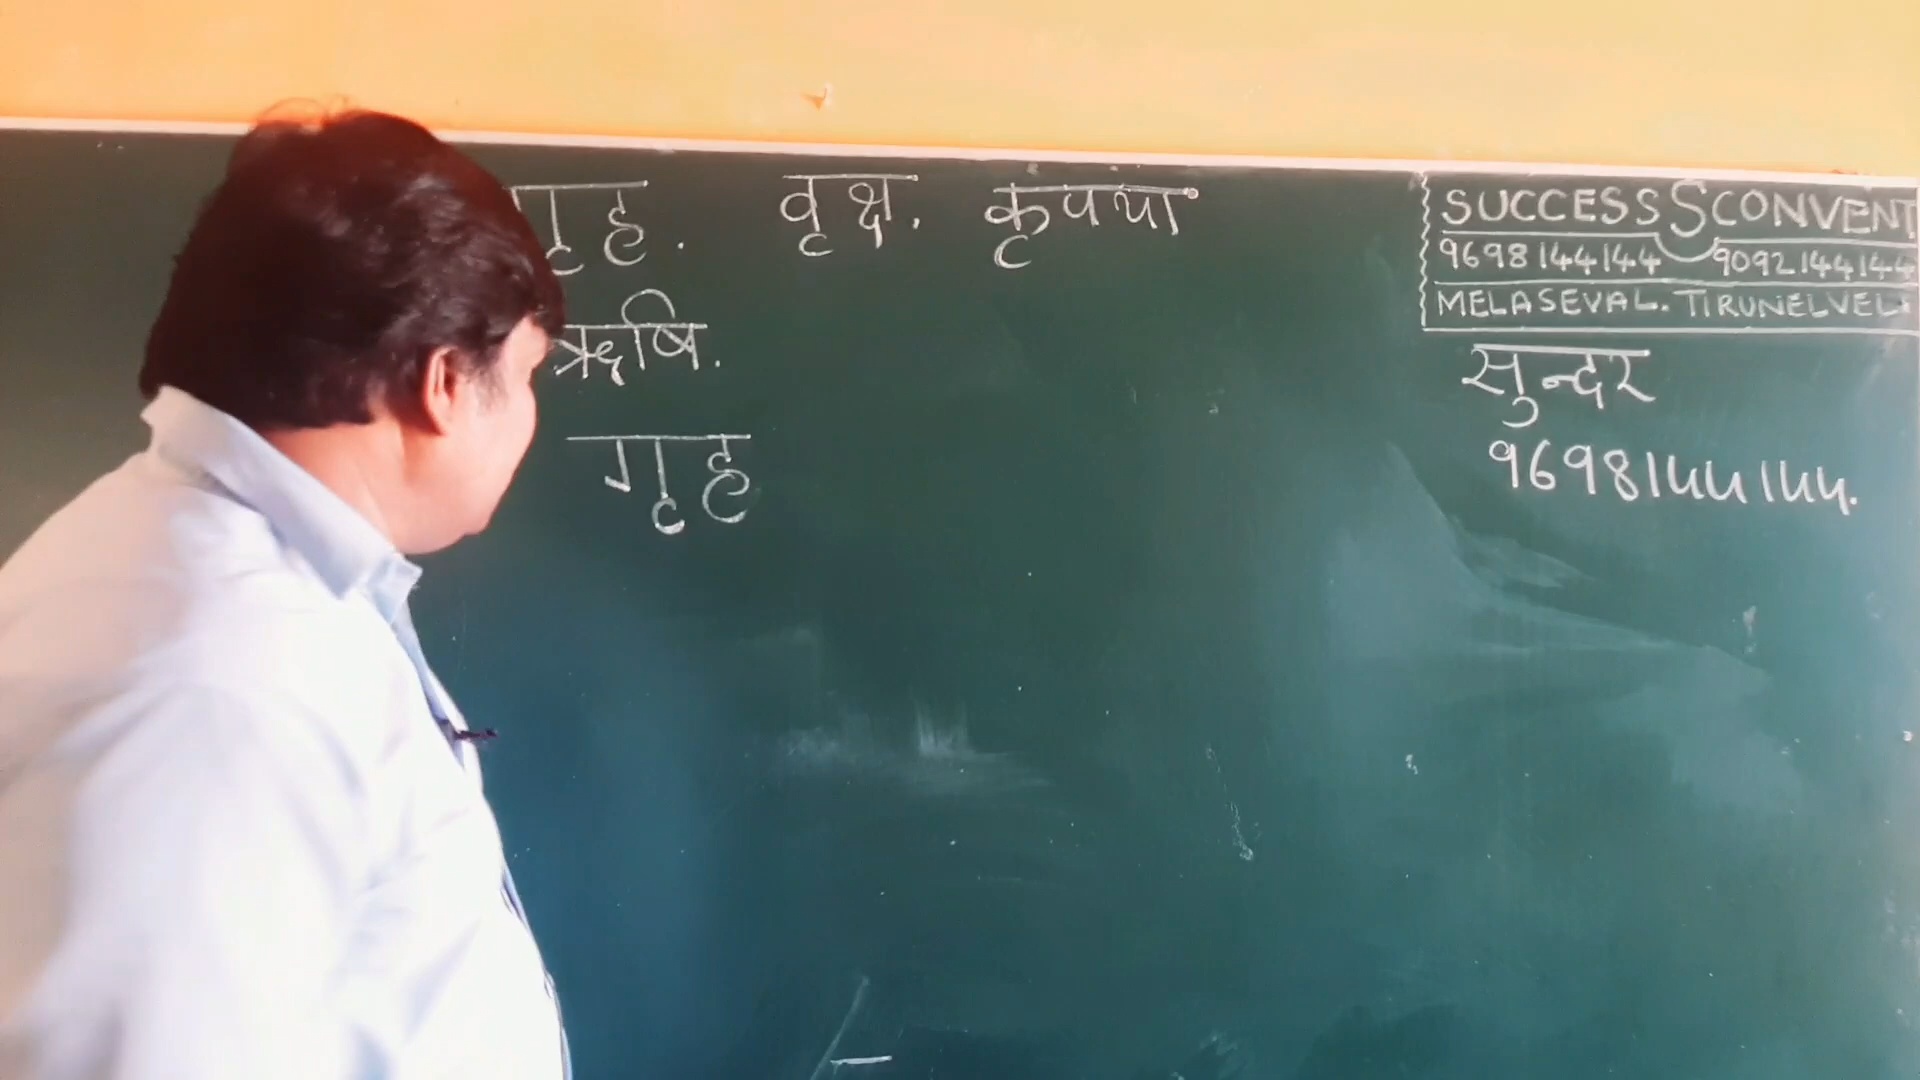 गृह. वृक्ष. कृपया
ऋषि.
गृह
SUCCESS S CONVENT
9698144144 9092144144
MELASEVAL. TIRUNELVELI
सुन्दर
9698144144.